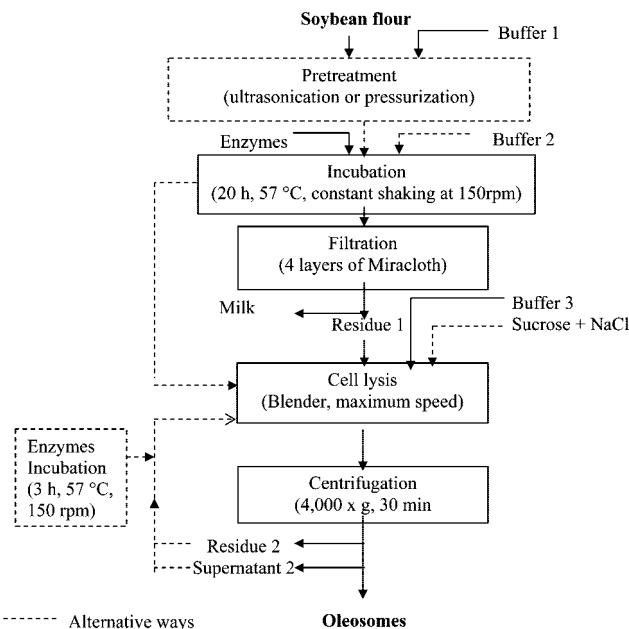 Soybean flour
Buffer 1
Pretreatment
(ultrasonication or pressurization)
Enzymes
Buffer 2
Incubation
(20 h, 57 °C, constant shaking at 150rpm)
Filtration
(4 layers of Miracloth)
Milk
Residue 1
Buffer 3
Sucrose + NaCl
Cell lysis
(Blender, maximum speed)
Enzymes
Incubation
(3 h, 57 °C,
150 rpm)
Centrifugation
(4,000 x g, 30 min
Residue 2
Supernatant 2
Alternative ways
Oleosomes